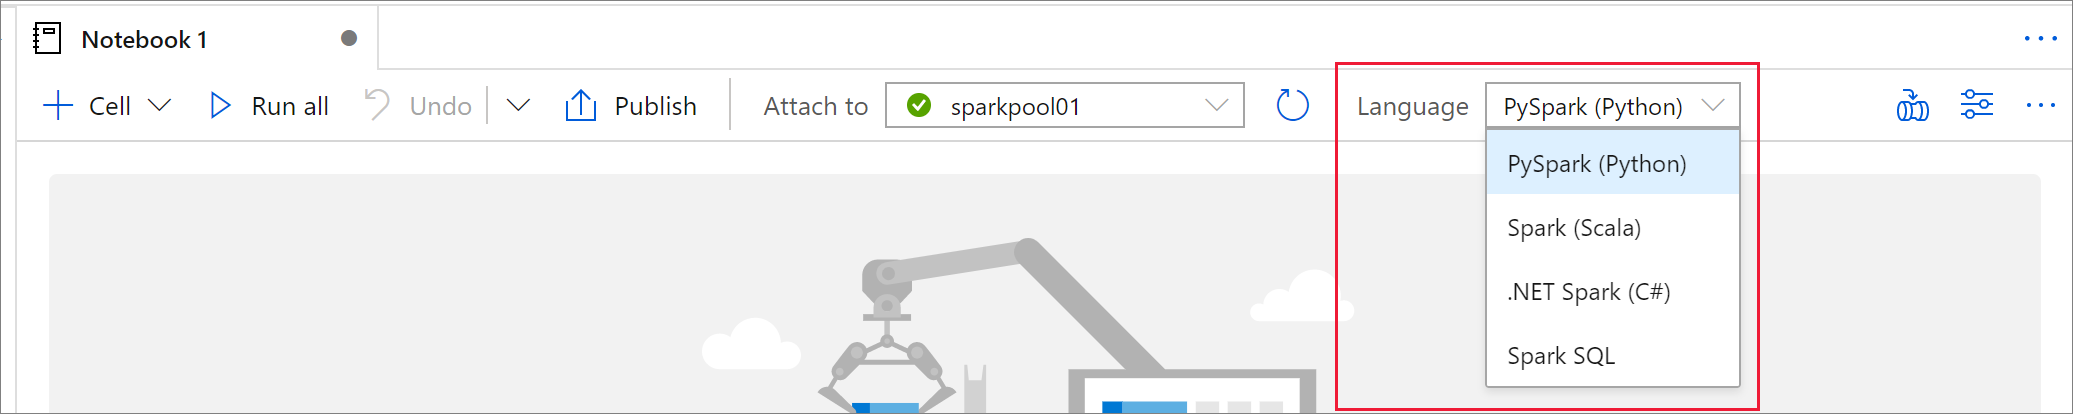 Notebook 1
Cell Run all Undo Publish Attach to sparkpool01 Language PySpark (Python)
PySpark (Python)
Spark (Scala)
.NET Spark (C#)
Spark SQL